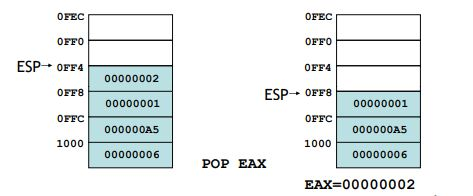 0FEC
0FF0
ESP→ 0FF4
00000002
0FF8
00000001
0FFC
000000A5
1000
00000006
0FEC
0FF0
0FF4
ESP→ 0FF8
00000001
0FFC
000000A5
1000
00000006
POP EAX
EAX=00000002